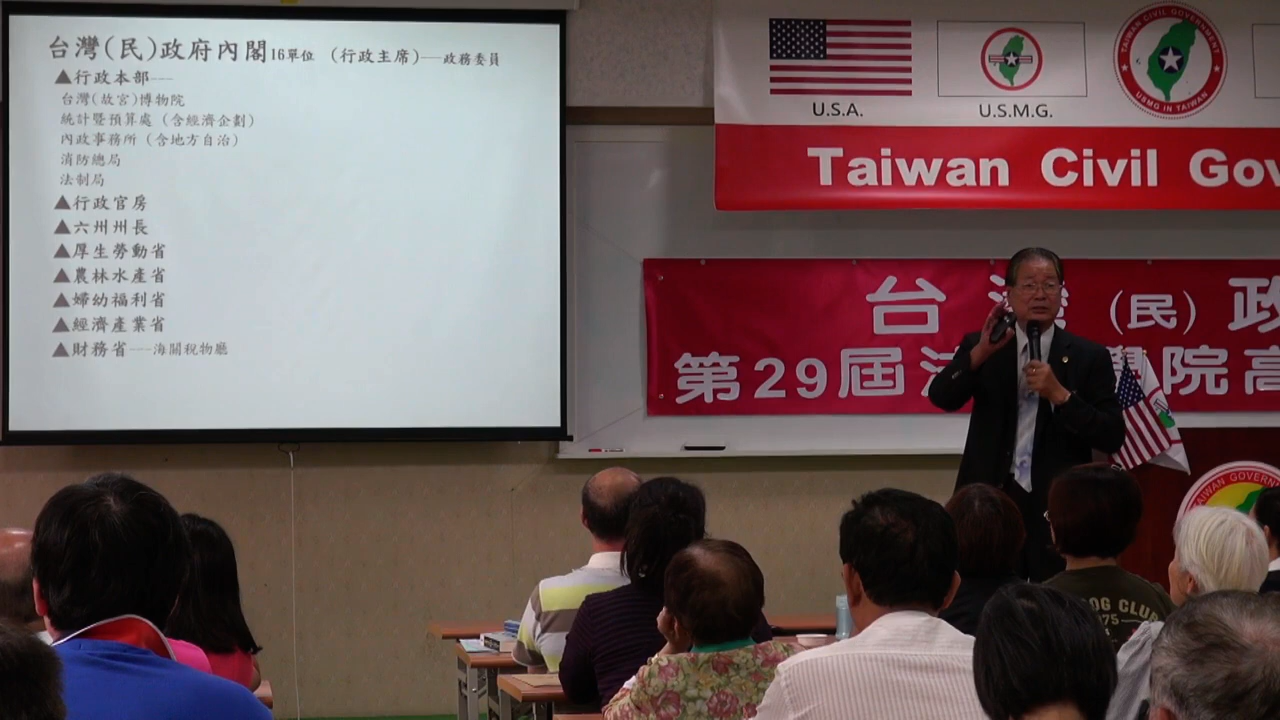 台灣(民)政府內閣16單位 (行政主席)──政務委員
▲行政本部----
台灣(故宮)博物院
統計暨預算處 (含經濟企劃)
內政事務所 (含地方自治)
消防總局
法制局
▲行政官房
▲六州州長
▲厚生勞動省
▲農林水產省
▲婦幼福利省
▲經濟產業省
▲財務省----海關稅物廳
U.S.A.
U.S.M.G.
TAIWAN CIVIL GOVERNMENT
USMG IN TAIWAN
Taiwan Civil Gov
台灣 (民) 政
第29屆 學院高
TAIWAN GOVERN
OG CLUB